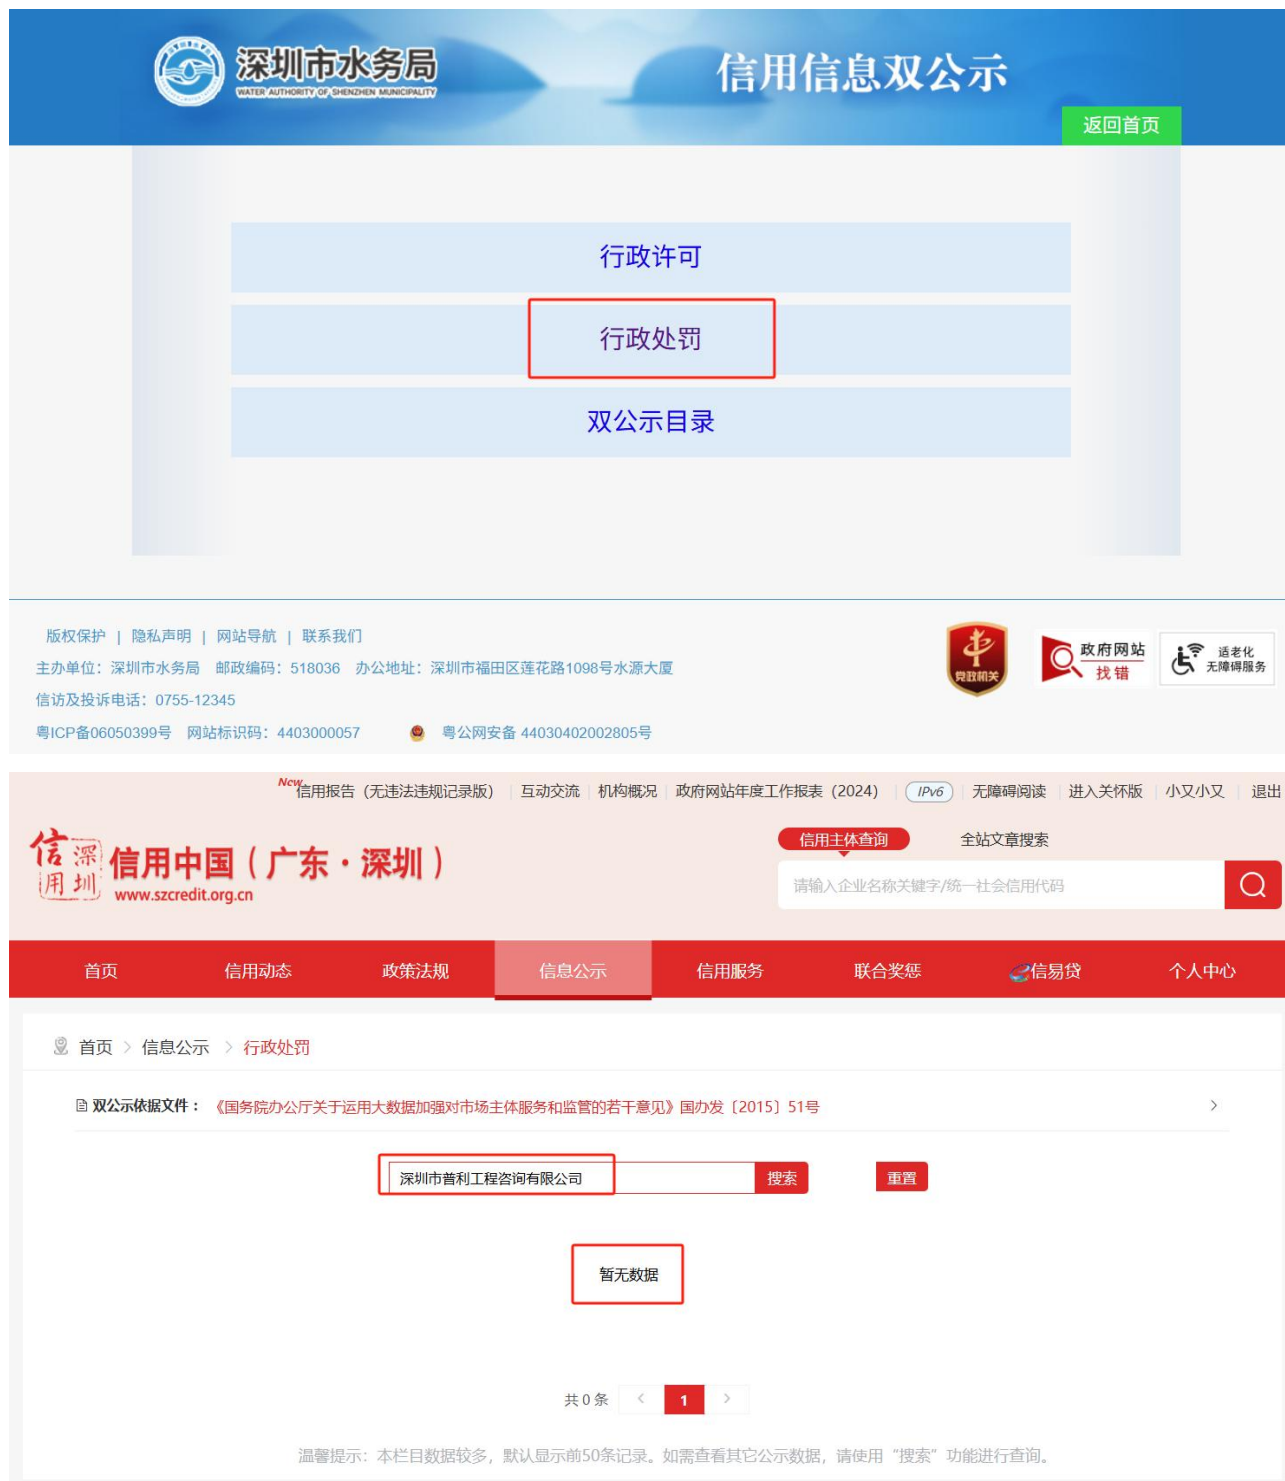 深圳市水务局
WATER AUTHORITY OF SHENZHEN MUNICIPALITY
信用信息双公示
返回首页
行政许可
行政处罚
双公示目录
版权保护 | 隐私声明 | 网站导航 | 联系我们
主办单位：深圳市水务局 邮政编码：518036 办公地址：深圳市福田区莲花路1098号水源大厦
信访及投诉电话：0755-12345
粤ICP备06050399号 网站标识码：4403000057 粤公网安备 44030402002805号
党政机关
政府网站
找错
适老化
无障碍服务
New
信用报告（无违法违规记录版） 互动交流 机构概况 政府网站年度工作报表（2024） IPv6 无障碍阅读 进入关怀版 小又小又 退出
信用深圳
信用中国（广东·深圳）
www.szcredit.org.cn
信用主体查询 全站文章搜索
请输入企业名称关键字/统一社会信用代码
首页 信用动态 政策法规 信息公示 信用服务 联合奖惩 信易贷 个人中心
首页 > 信息公示 > 行政处罚
双公示依据文件：《国务院办公厅关于运用大数据加强对市场主体服务和监管的若干意见》国办发〔2015〕51号 >
深圳市普利工程咨询有限公司 搜索 重置
暂无数据
共 0 条 < 1 >
温馨提示：本栏目数据较多，默认显示前50条记录。如需查看其它公示数据，请使用“搜索”功能进行查询。